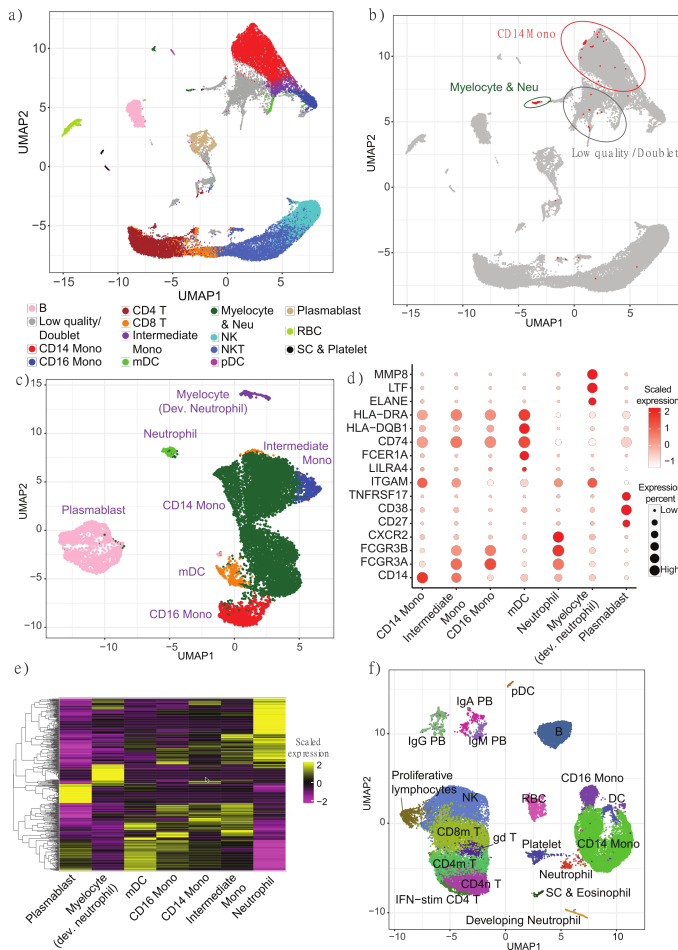 a)
10
5
0
−5
UMAP2
−15
−10
−5
0
5
UMAP1
B
Low quality/
Doublet
CD14 Mono
CD16 Mono
CD4 T
CD8 T
Intermediate
Mono
mDC
Myelocyte
& Neu
NK
NKT
pDC
Plasmablast
RBC
SC & Platelet
b)
CD14 Mono
Myelocyte & Neu
Low quality/Doublet
10
5
0
−5
UMAP2
−15
−10
−5
0
5
UMAP1
c)
15
10
5
0
−5
−10
UMAP2
Myelocyte
(Dev. Neutrophil)
Neutrophil
Intermediate
Mono
CD14 Mono
Plasmablast
mDC
CD16 Mono
−10
−5
0
5
UMAP1
d)
MMP8
LTF
ELANE
HLA−DRA
HLA−DQB1
CD74
FCER1A
LILRA4
ITGAM
TNFRSF17
CD38
CD27
CXCR2
FCGR3B
FCGR3A
CD14
CD14 Mono
Intermediate
Mono
CD16 Mono
mDC
Neutrophil
Myelocyte
(dev. neutrophil)
Plasmablast
Scaled
expression
2
1
0
Expression
percent
Low
High
e)
Scaled
expression
2
0
−2
Plasmablast
Myelocyte
(dev. neutrophil)
mDC
CD16 Mono
CD14 Mono
Intermediate
Mono
Neutrophil
f)
10
5
0
−5
−10
UMAP2
pDC
IgA PB
IgG PB
IgM PB
B
Proliferative
lymphocytes
NK
RBC
CD16 Mono
DC
CD8m T
gd T
Platelet
CD14 Mono
CD4m T
Neutrophil
CD4n T
IFN−stim CD4 T
SC & Eosinophil
Developing Neutrophil
−10
−5
0
5
10
UMAP1